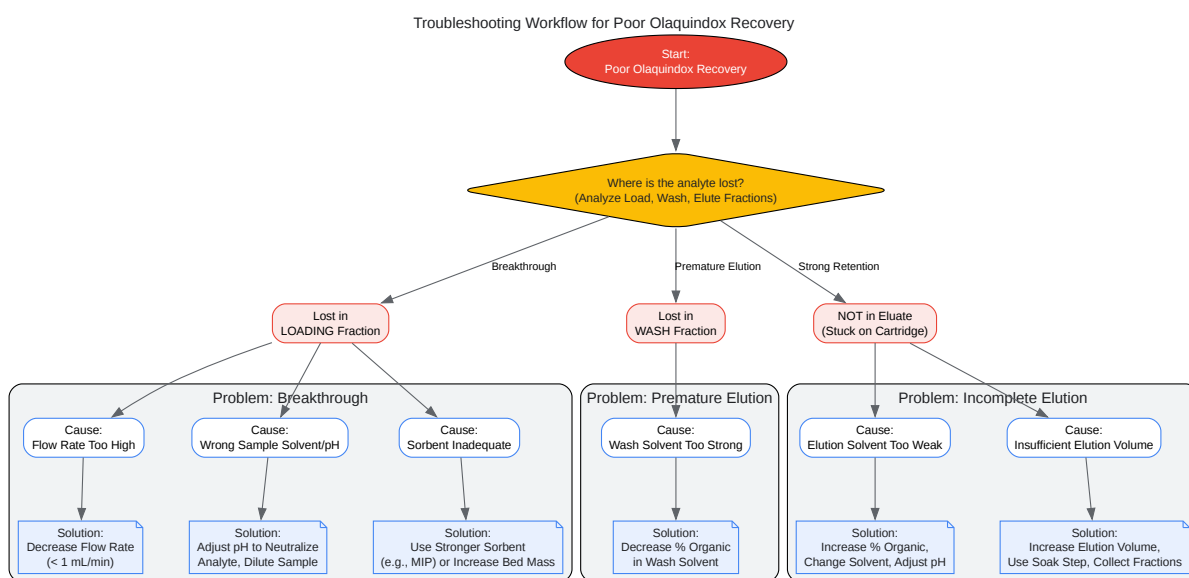 Troubleshooting Workflow for Poor Olaquindox Recovery
Start:
Poor Olaquindox Recovery
Where is the analyte lost?
(Analyze Load, Wash, Elute Fractions)
Breakthrough
Premature Elution
Strong Retention
Lost in
LOADING Fraction
Lost in
WASH Fraction
NOT in Eluate
(Stuck on Cartridge)
Problem: Breakthrough
Problem: Premature Elution
Problem: Incomplete Elution
Cause:
Flow Rate Too High
Cause:
Wrong Sample Solvent/pH
Cause:
Sorbent Inadequate
Cause:
Wash Solvent Too Strong
Cause:
Elution Solvent Too Weak
Cause:
Insufficient Elution Volume
Solution:
Decrease Flow Rate
(< 1 mL/min)
Solution:
Adjust pH to Neutralize
Analyte, Dilute Sample
Solution:
Use Stronger Sorbent
(e.g., MIP) or Increase Bed Mass
Solution:
Decrease % Organic
in Wash Solvent
Solution:
Increase % Organic,
Change Solvent, Adjust pH
Solution:
Increase Elution Volume,
Use Soak Step, Collect Fractions